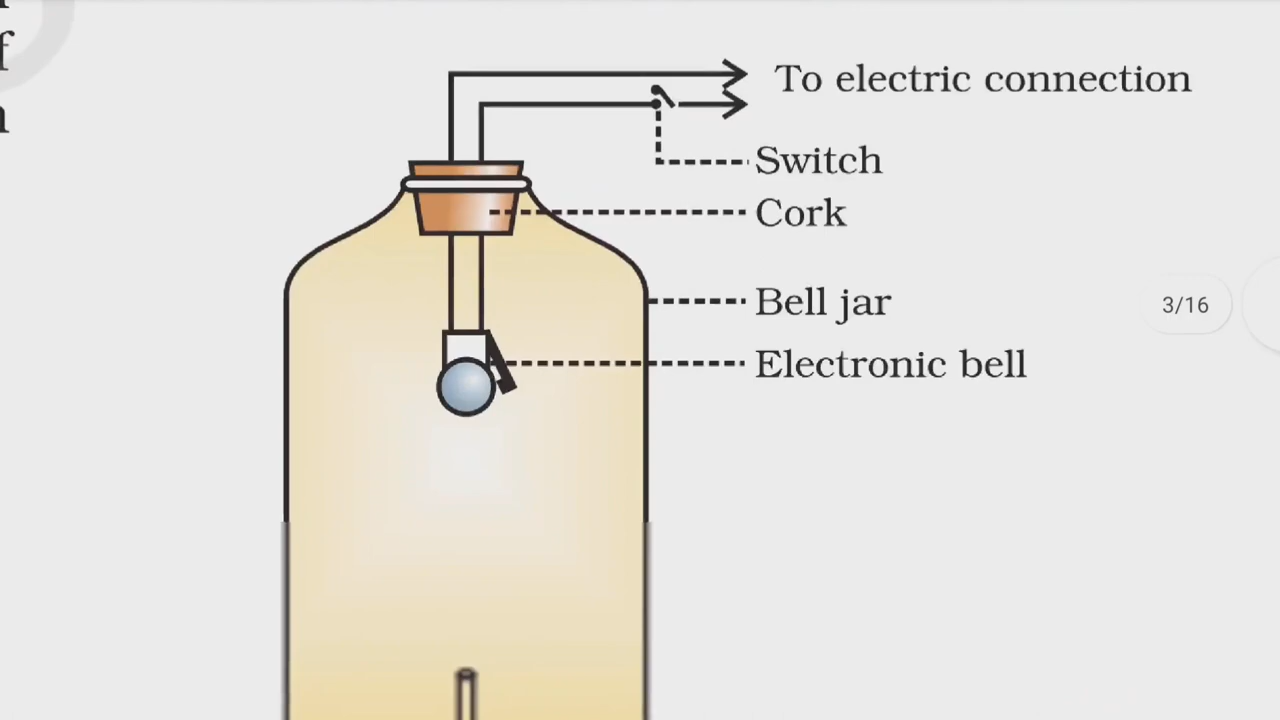 f
To electric connection
Switch
Cork
Bell jar
3/16
Electronic bell